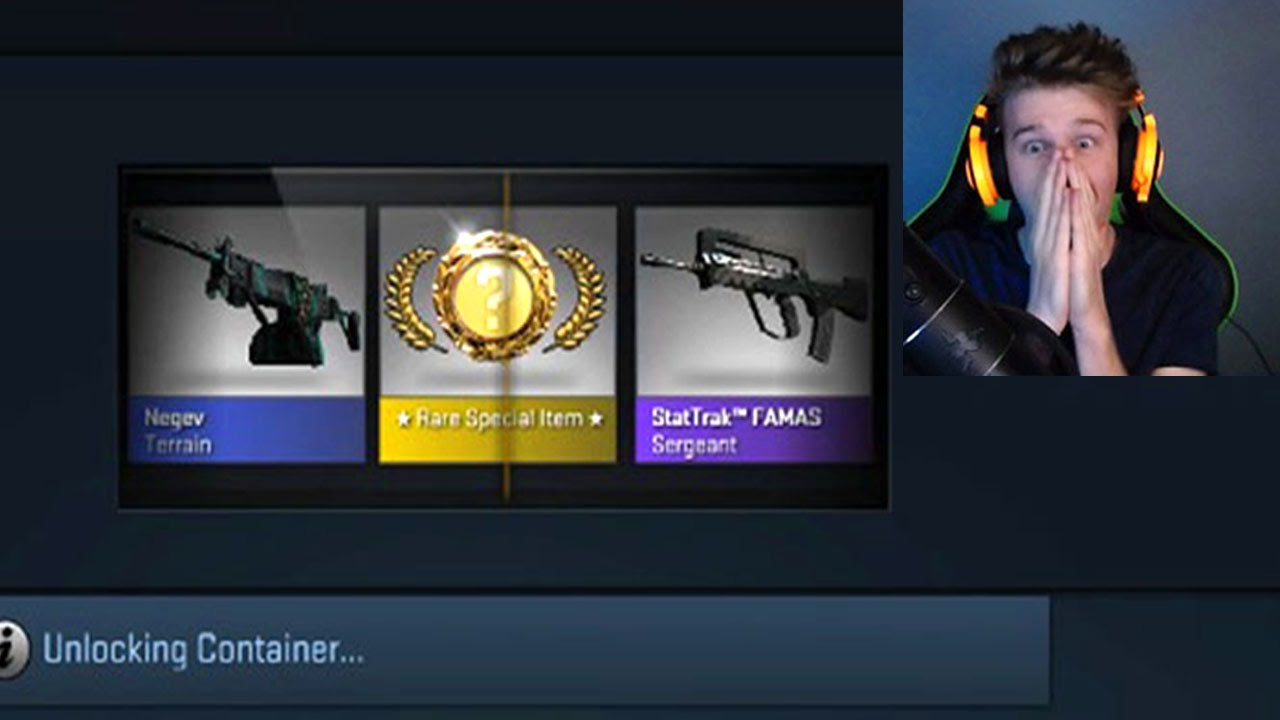 Negev
Terrain
★ Rare Special Item ★
StatTrak™ FAMAS
Sergeant
Unlocking Container...